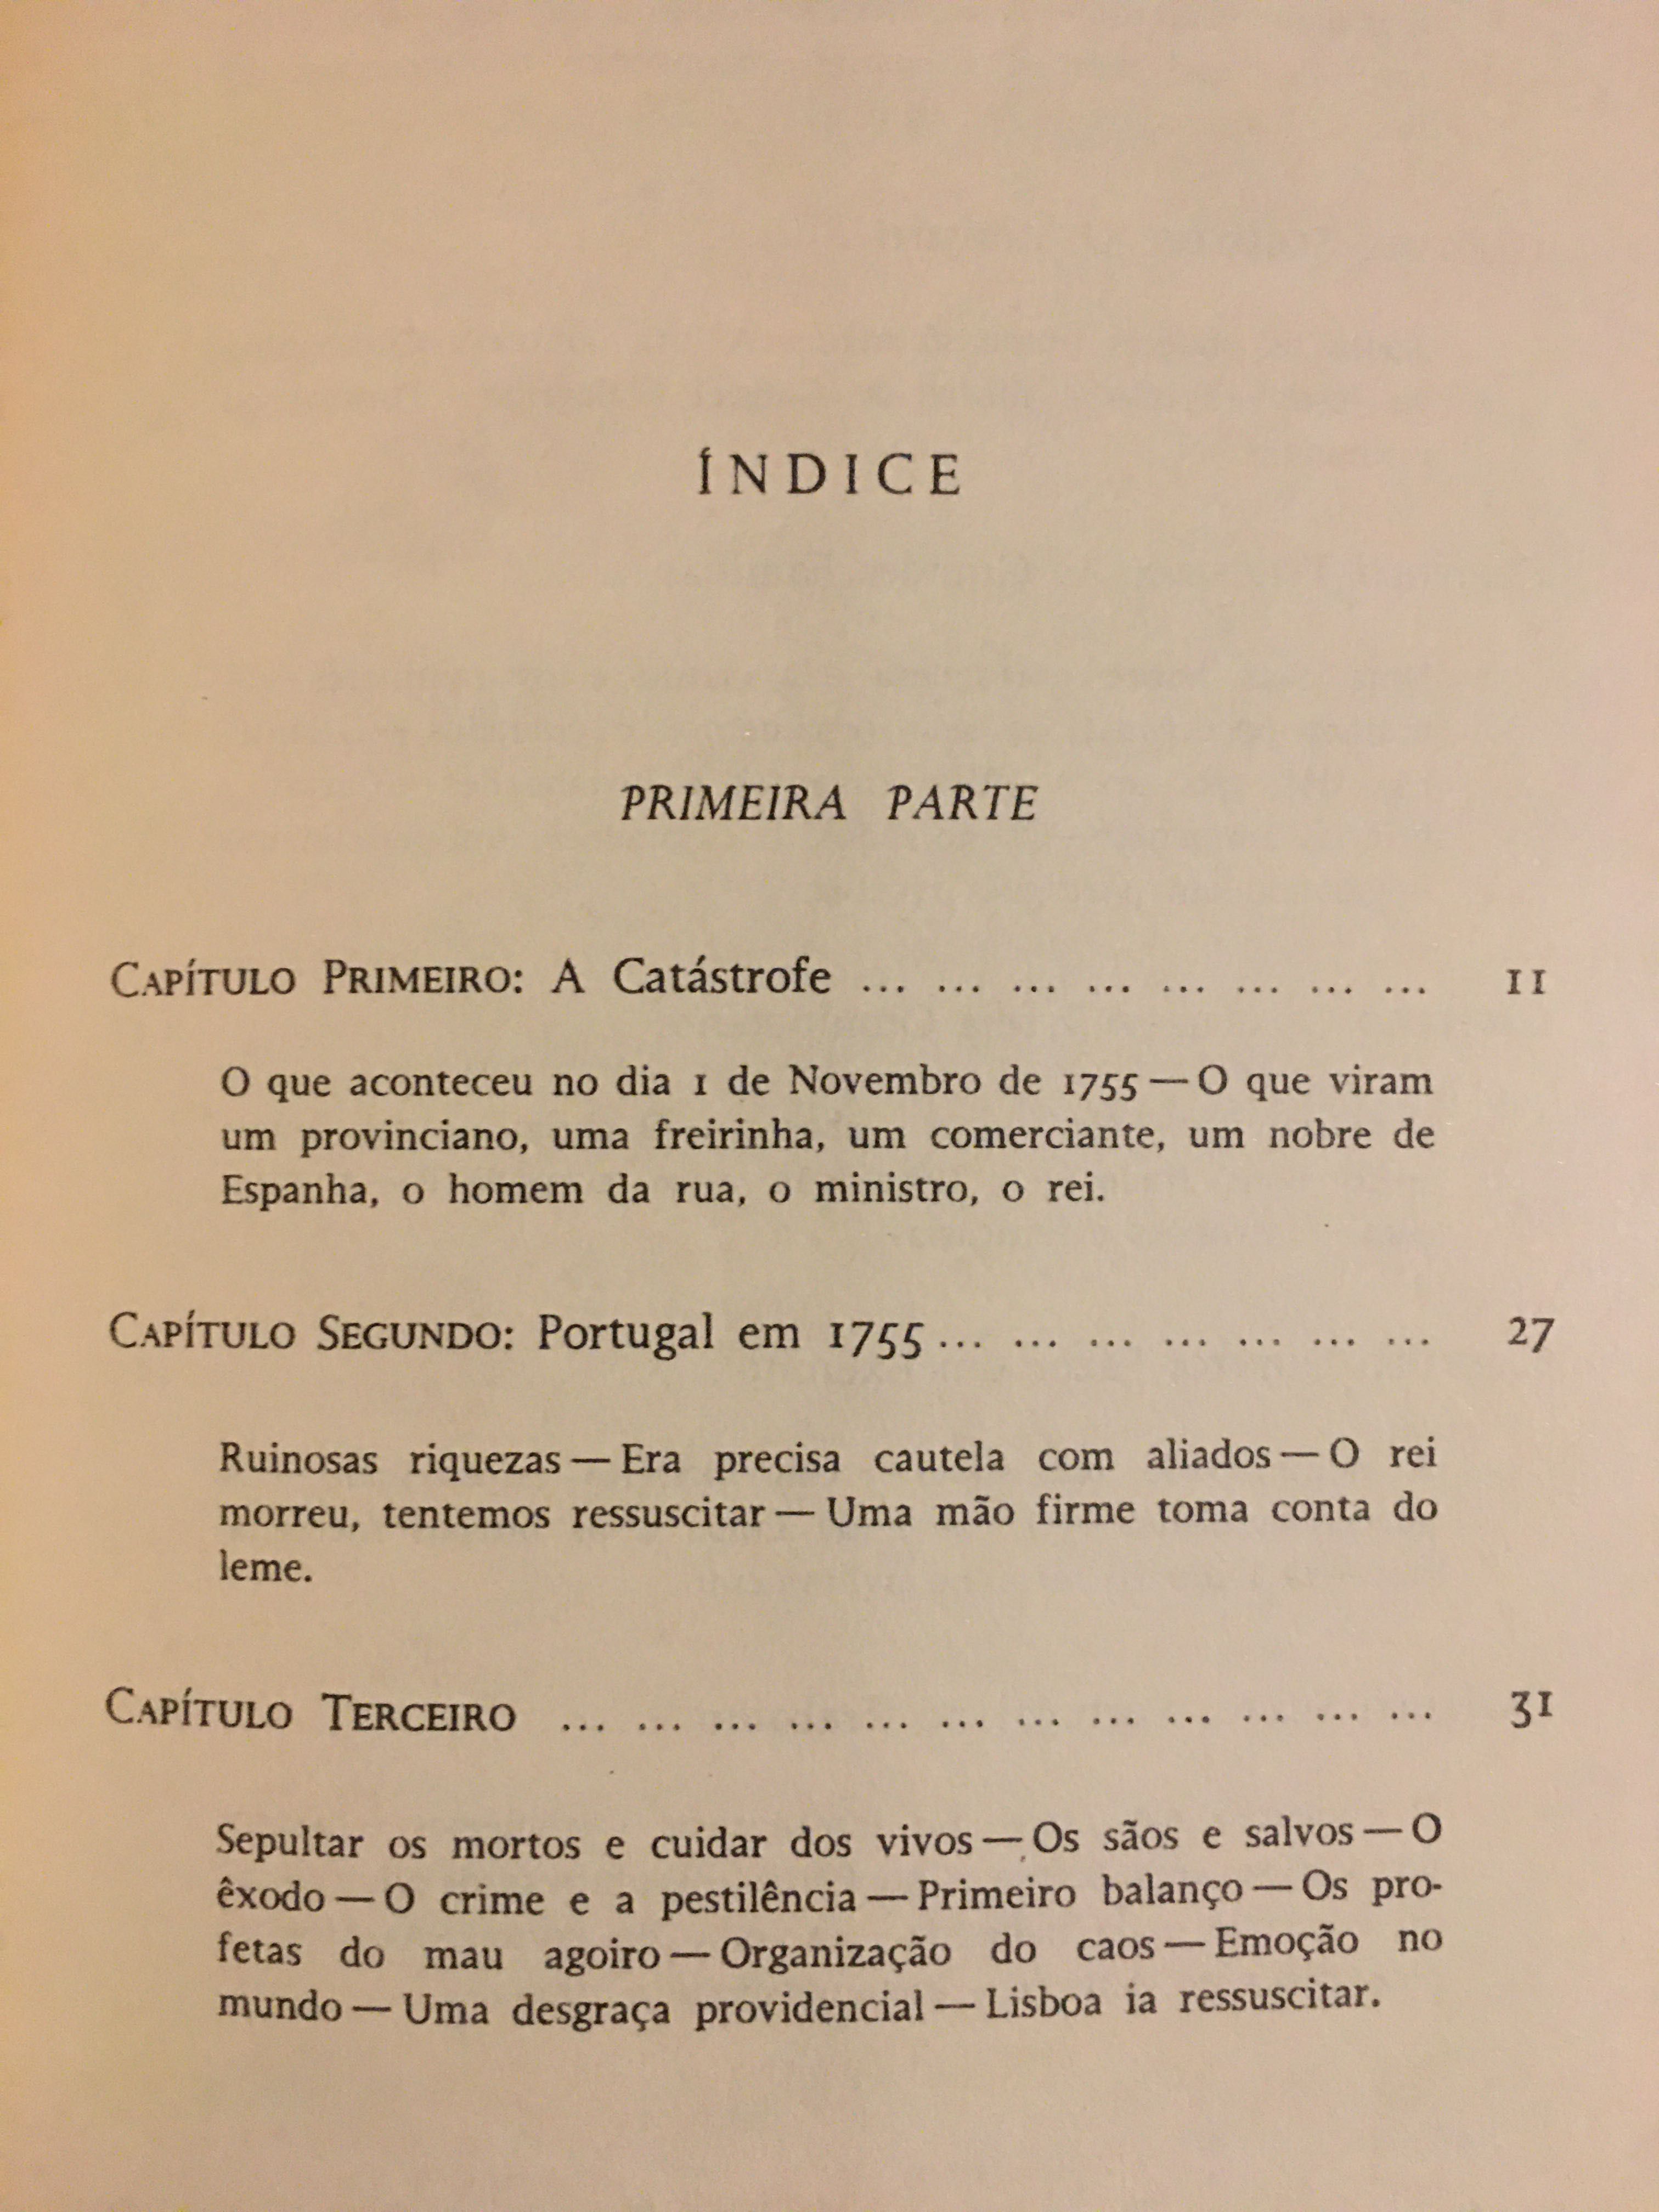 ÍNDICE
PRIMEIRA PARTE
CAPÍTULO PRIMEIRO: A Catástrofe ... ... ... ... ... ... ... ... 11
O que aconteceu no dia 1 de Novembro de 1755 — O que viram
um provinciano, uma freirinha, um comerciante, um nobre de
Espanha, o homem da rua, o ministro, o rei.
CAPÍTULO SEGUNDO: Portugal em 1755 ... ... ... ... ... ... ... 27
Ruinosas riquezas — Era precisa cautela com aliados — O rei
morreu, tentemos ressuscitar — Uma mão firme toma conta do
leme.
CAPÍTULO TERCEIRO ... ... ... ... ... ... ... ... ... ... ... ... 31
Sepultar os mortos e cuidar dos vivos — Os sãos e salvos — O
êxodo — O crime e a pestilência — Primeiro balanço — Os pro-
fetas do mau agoiro — Organização do caos — Emoção no
mundo — Uma desgraça providencial — Lisboa ia ressuscitar.